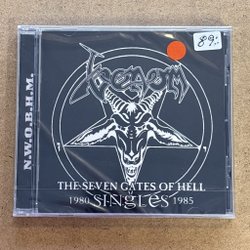 VENOM
89:-
N.W.O.B.H.M.
THE SEVEN GATES OF HELL
1980 SINGLES 1985